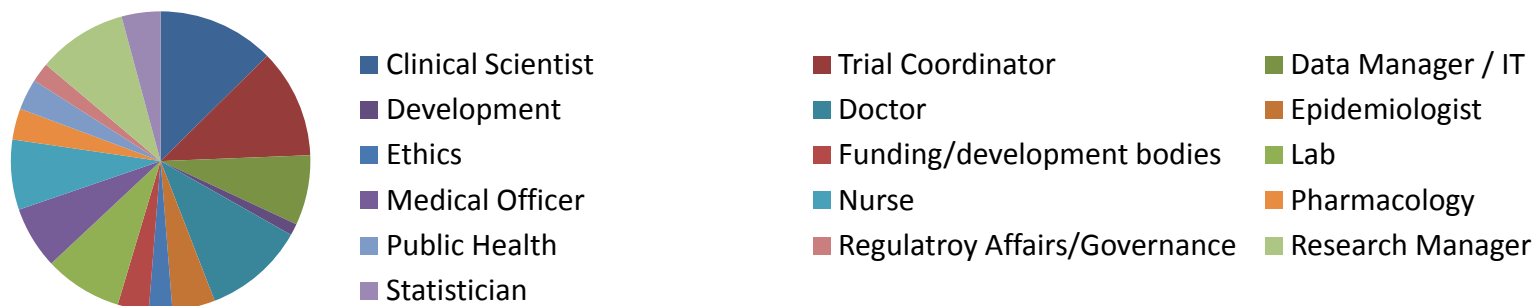 Clinical Scientist
Trial Coordinator
Data Manager / IT
Development
Doctor
Epidemiologist
Ethics
Funding/development bodies
Lab
Medical Officer
Nurse
Pharmacology
Public Health
Regulatroy Affairs/Governance
Research Manager
Statistician